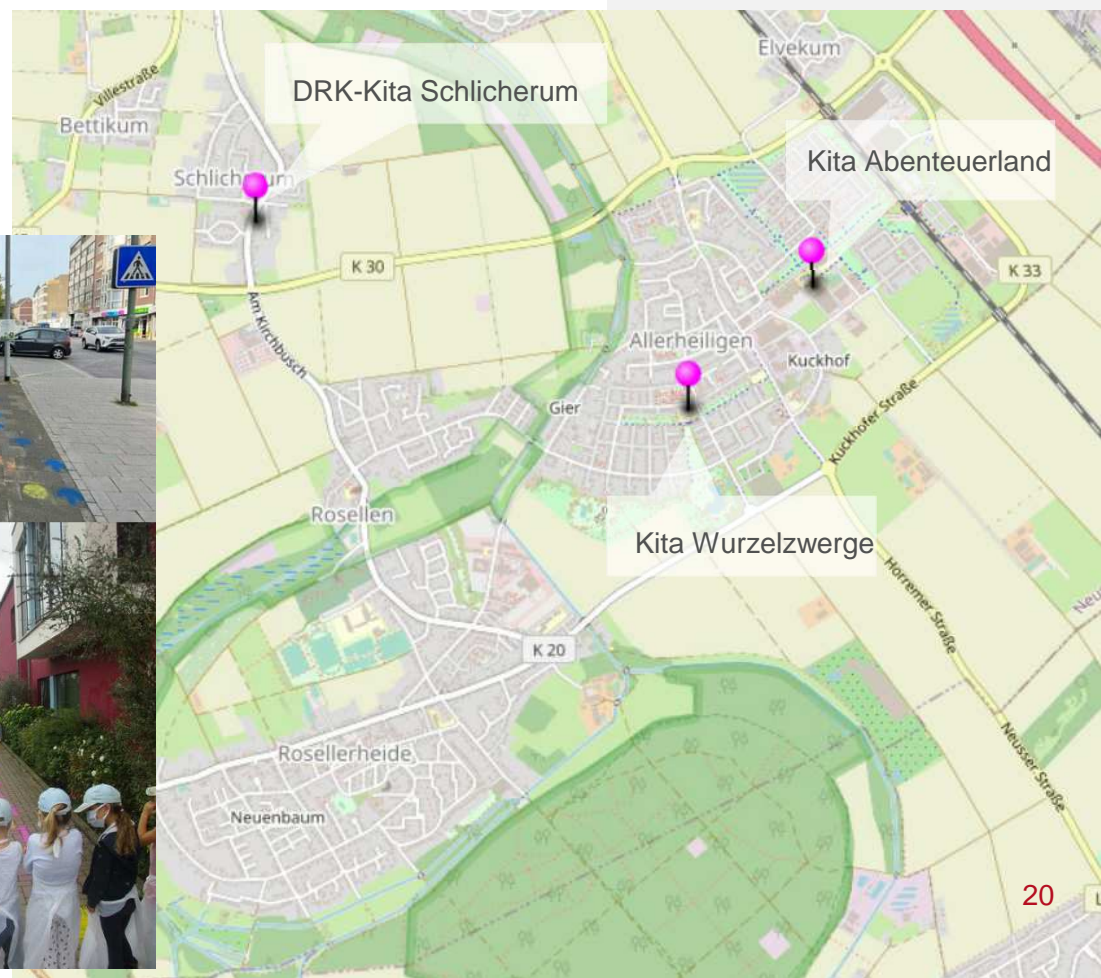 Elvekum
DRK-Kita Schlicherum
Villestraße
Bettikum
Kita Abenteuerland
Schlicherum
K 30
K 33
Am Kirchbusch
Allerheiligen
Kuckhof
Gier
Kuckhofer Straße
Rosellen
Kita Wurzelzwerge
Horremer Straße
K 20
Rosellerheide
Neuenbaum
Neusser Straße
20